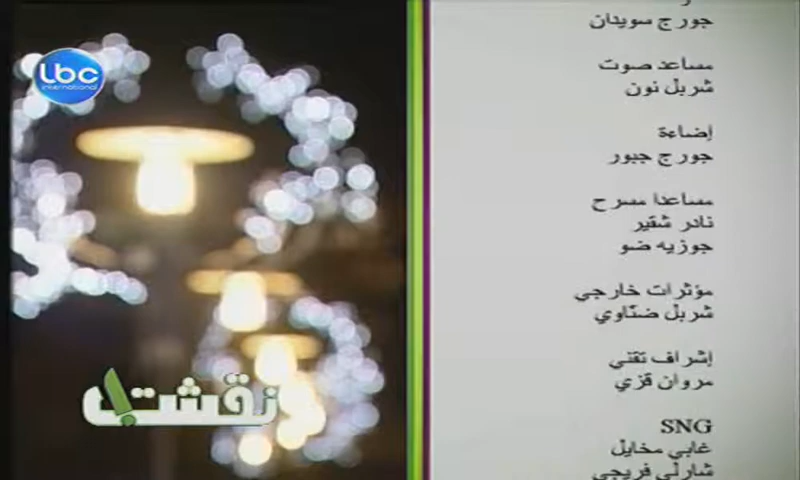 lbc
international
نقشت
جورج سويدان
مساعد صوت
شربل نون
إضاءة
جورج جبور
مساعدا مسرح
نادر شقير
جوزيه ضو
مؤثرات خارجي
شربل ضنّاوي
إشراف تقني
مروان قزي
SNG
غابي مخايل
شارلي فريجي